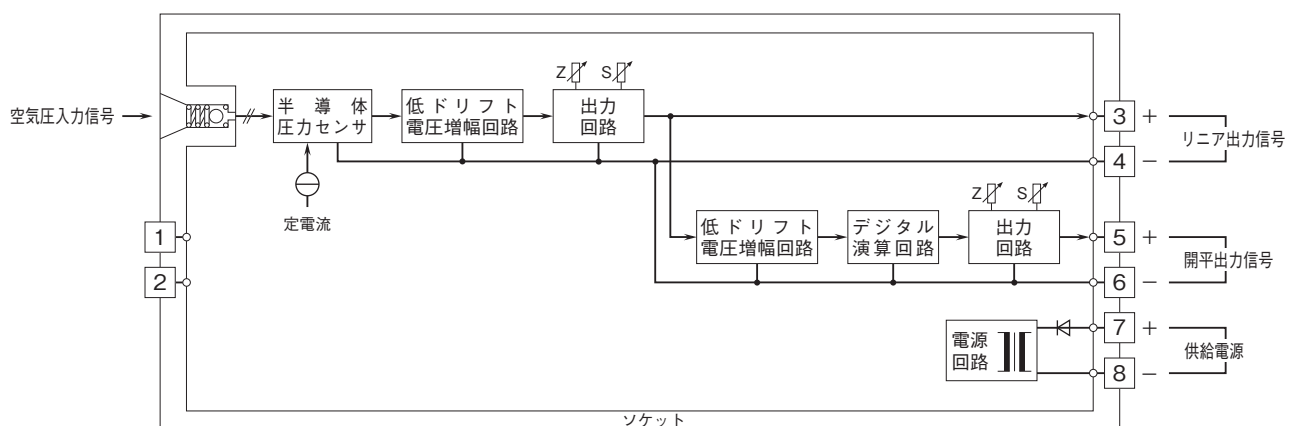 空気圧入力信号
半導体
圧力センサ
定電流
低ドリフト
電圧増幅回路
Z
S
出力
回路
3
+
4
−
リニア出力信号
1
2
低ドリフト
電圧増幅回路
デジタル
演算回路
Z
S
出力
回路
5
+
6
−
開平出力信号
電源
回路
7
+
8
−
供給電源
ソケット